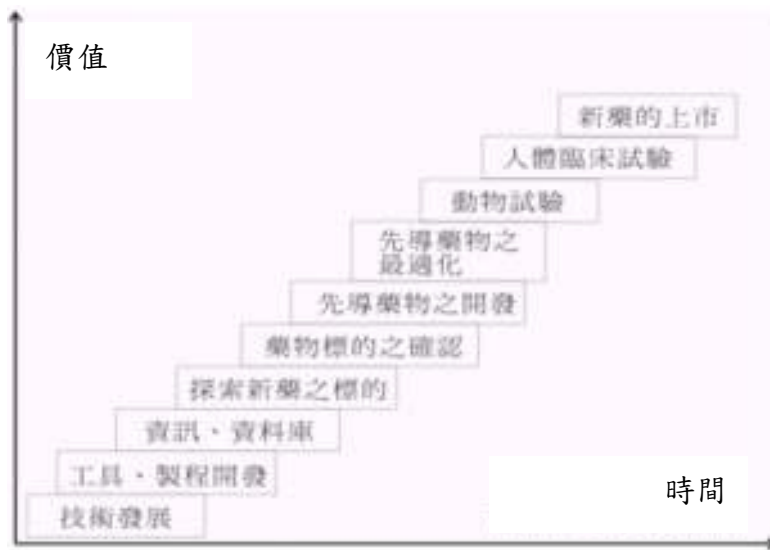 價值
新藥的上市
人體臨床試驗
動物試驗
先導藥物之
最適化
先導藥物之開發
藥物標的之確認
探索新藥之標的
資訊、資料庫
工具、製程開發
時間
技術發展